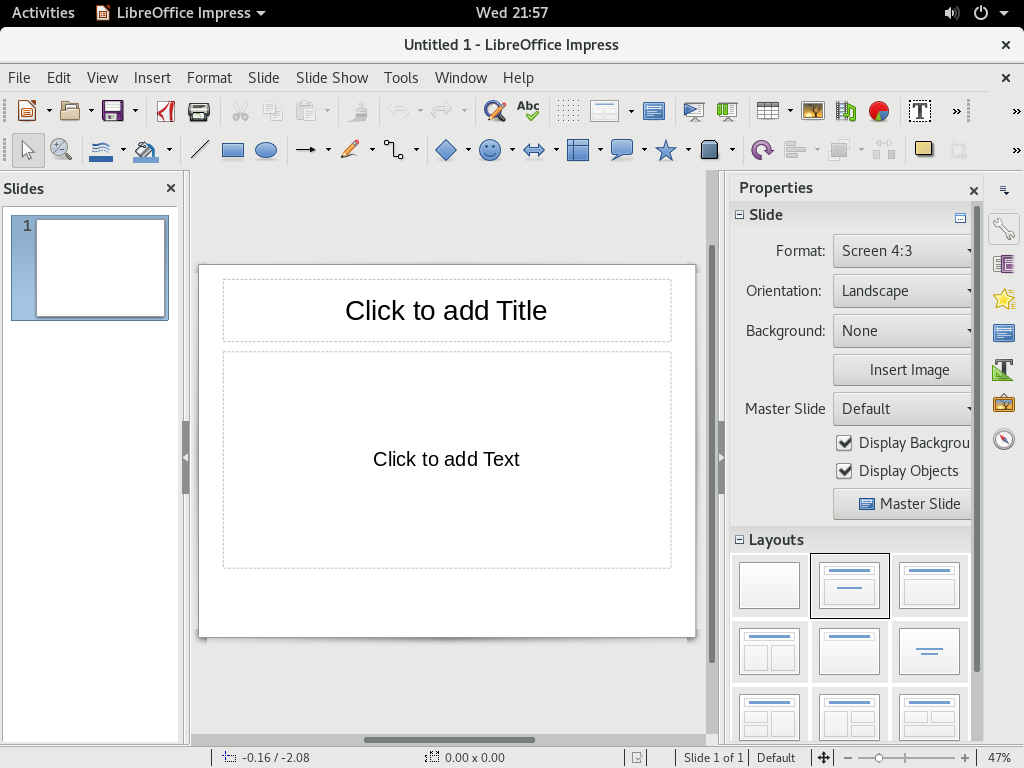 Activities LibreOffice Impress Wed 21:57
Untitled 1 - LibreOffice Impress
File Edit View Insert Format Slide Slide Show Tools Window Help
Abc
T
Slides
1
Click to add Title
Click to add Text
Properties
Slide
Format: Screen 4:3
Orientation: Landscape
Background: None
Insert Image
Master Slide Default
Display Backgrou
Display Objects
Master Slide
Layouts
-0.16 / -2.08 0.00 x 0.00 Slide 1 of 1 Default 47%